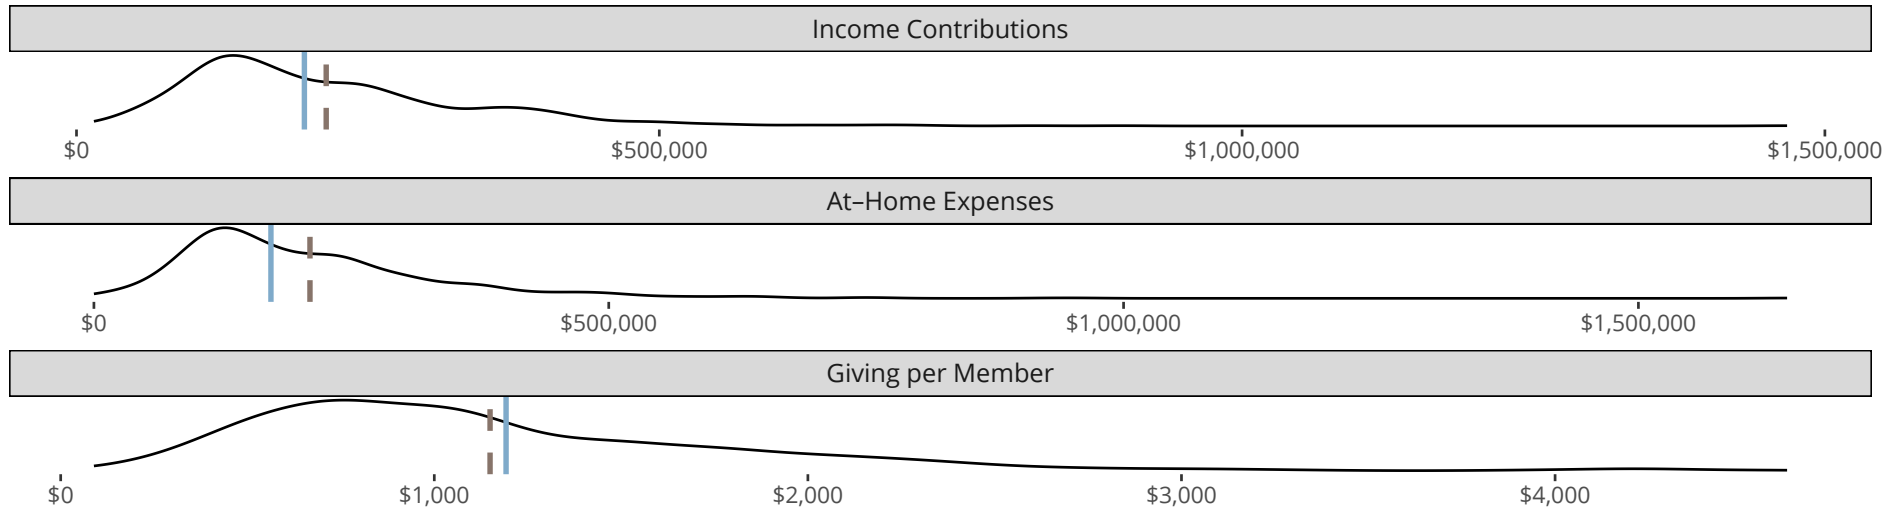 Income Contributions
$0 $500,000 $1,000,000 $1,500,000
At–Home Expenses
$0 $500,000 $1,000,000 $1,500,000
Giving per Member
$0 $1,000 $2,000 $3,000 $4,000